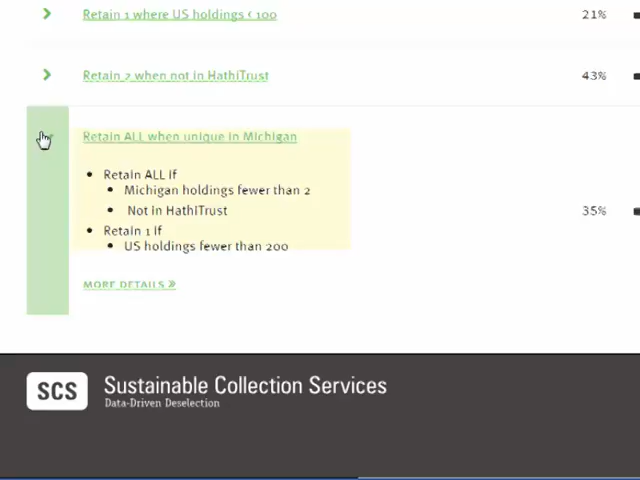 Retain 1 where US holdings < 100 21%
Retain 2 when not in HathiTrust 43%
Retain ALL when unique in Michigan
Retain ALL if
Michigan holdings fewer than 2
Not in HathiTrust 35%
Retain 1 if
US holdings fewer than 200
MORE DETAILS »
SCS Sustainable Collection Services
Data-Driven Deselection